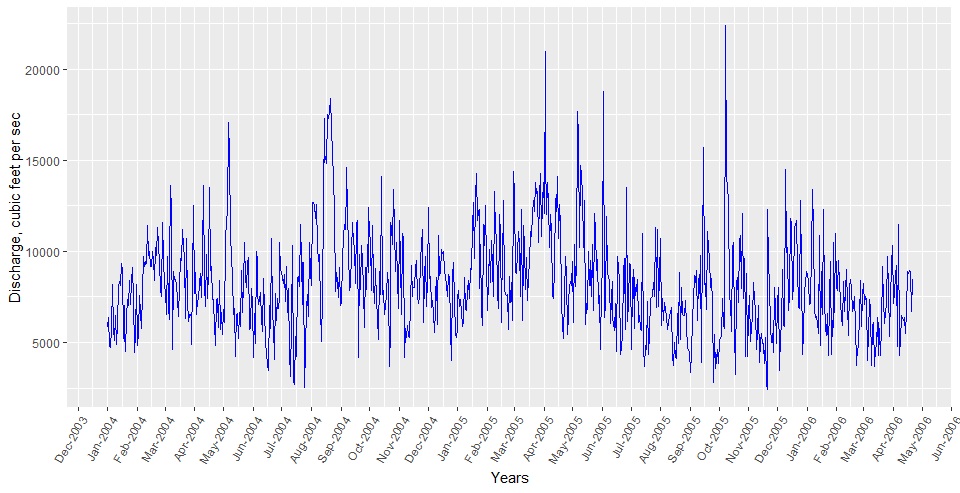 Discharge, cubic feet per sec
20000
15000
10000
5000
Dec-2003
Jan-2004
Feb-2004
Mar-2004
Apr-2004
May-2004
Jun-2004
Jul-2004
Aug-2004
Sep-2004
Oct-2004
Nov-2004
Dec-2004
Jan-2005
Feb-2005
Mar-2005
Apr-2005
May-2005
Jun-2005
Jul-2005
Aug-2005
Sep-2005
Oct-2005
Nov-2005
Dec-2005
Jan-2006
Feb-2006
Mar-2006
Apr-2006
May-2006
Jun-2006
Years